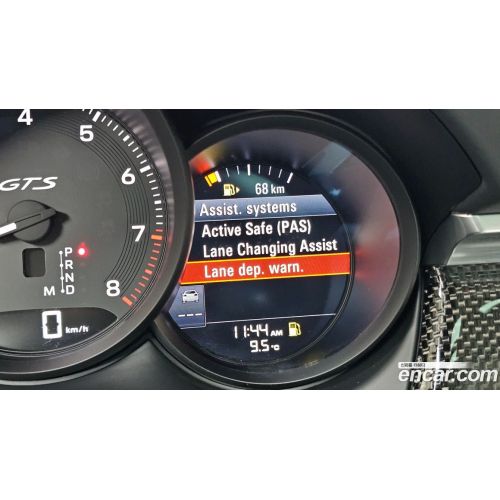 4
5
6
7
8
GTS
P
R
N
M D
0 km/h
68 km
Assist. systems
Active Safe (PAS)
Lane Changing Assist
Lane dep. warn.
---
11:44 AM
9.5 °C
encar.com